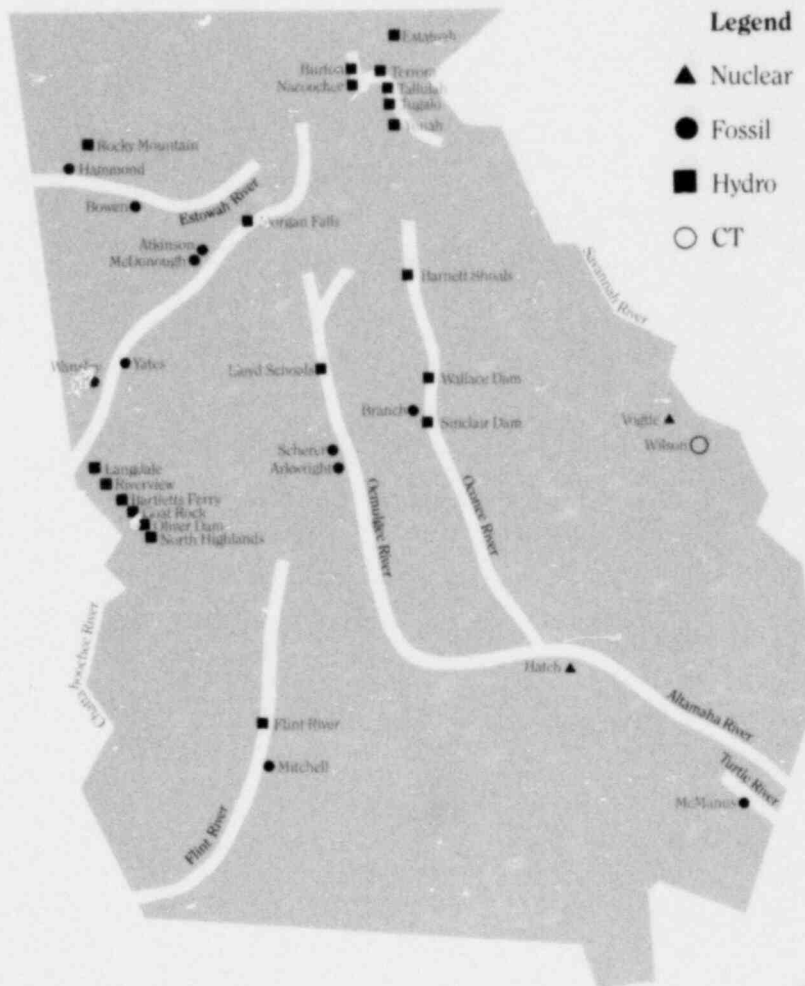 Legend
Nuclear
Fossil
Hydro
CT
Estatoah
Burton
Terrora
Nacoochee
Tallulah
Tugalo
Yonah
Rocky Mountain
Hammond
Bowen
Estowah River
Morgan Falls
Atkinson
McDonough
Barnett Shoals
Savannah River
Wansley
Yates
Lloyd Schools
Wallace Dam
Branch
Sinclair Dam
Vogtle
Wilson
Scherer
Arkwright
Langdale
Riverview
Bartletts Ferry
Goat Rock
Oliver Dam
North Highlands
Ocmulgee River
Oconee River
Chattahoochee River
Hatch
Altamaha River
Flint River
Mitchell
Turtle River
McManus
Flint River